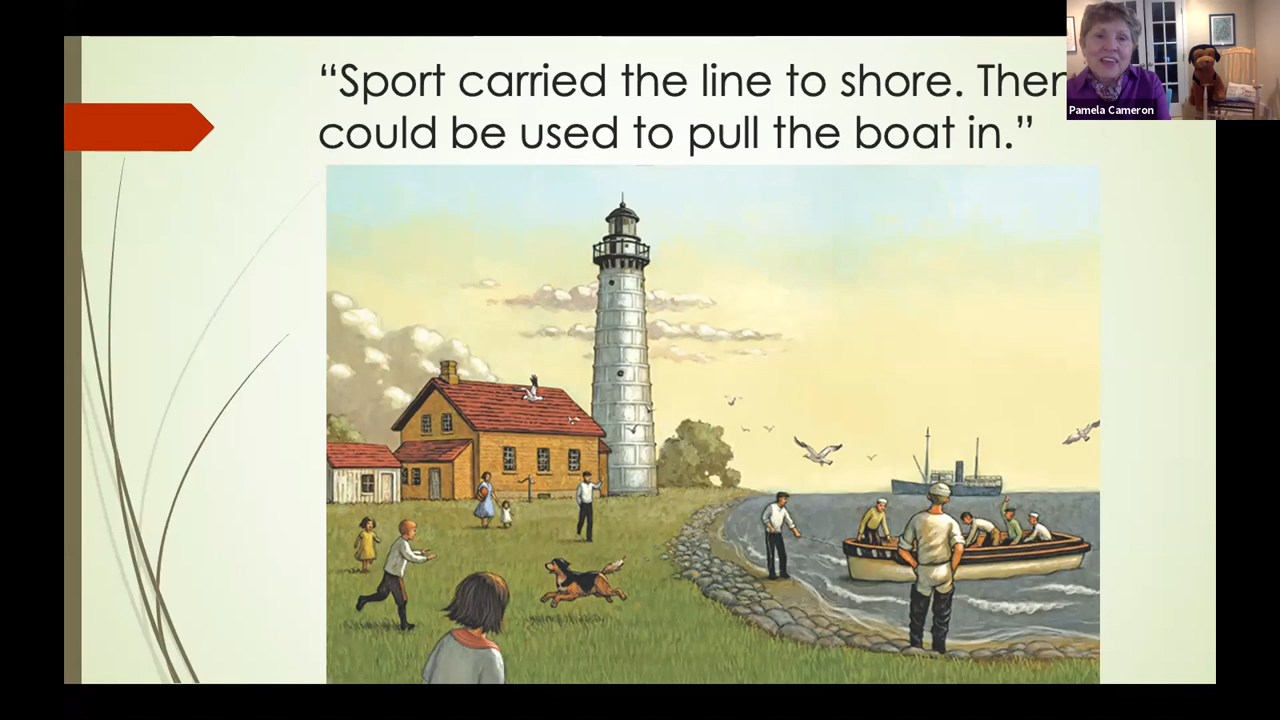 “Sport carried the line to shore. Ther
could be used to pull the boat in.”
Pamela Cameron